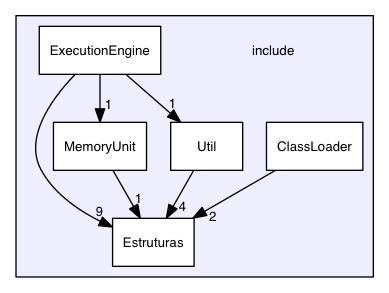 ExecutionEngine
include
1
1
MemoryUnit
Util
ClassLoader
9
1
4
2
Estruturas